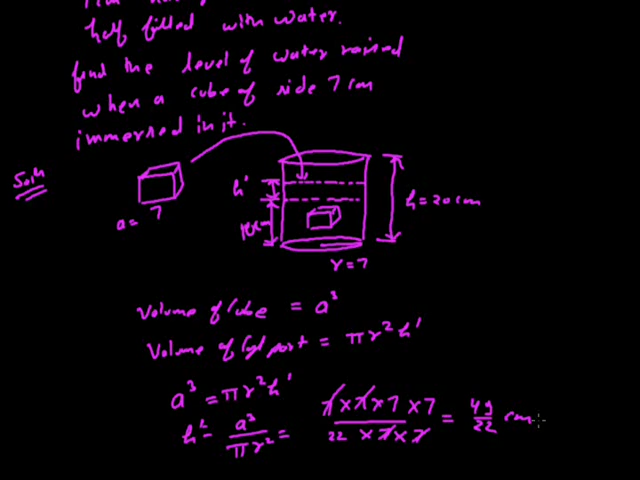 half filled with water.
find the level of water raised
when a cube of side 7 cm
immersed in it.
Soln
h'
h = 20 cm
a = 7
r = 7
Volume of Cube = a³
Volume of Cyl part = πr²h'
a³ = πr²h'
h' = a³/πr² = 7 × 7 × 7 × 7 / 22 × 7 × 7 = 49/22 cm